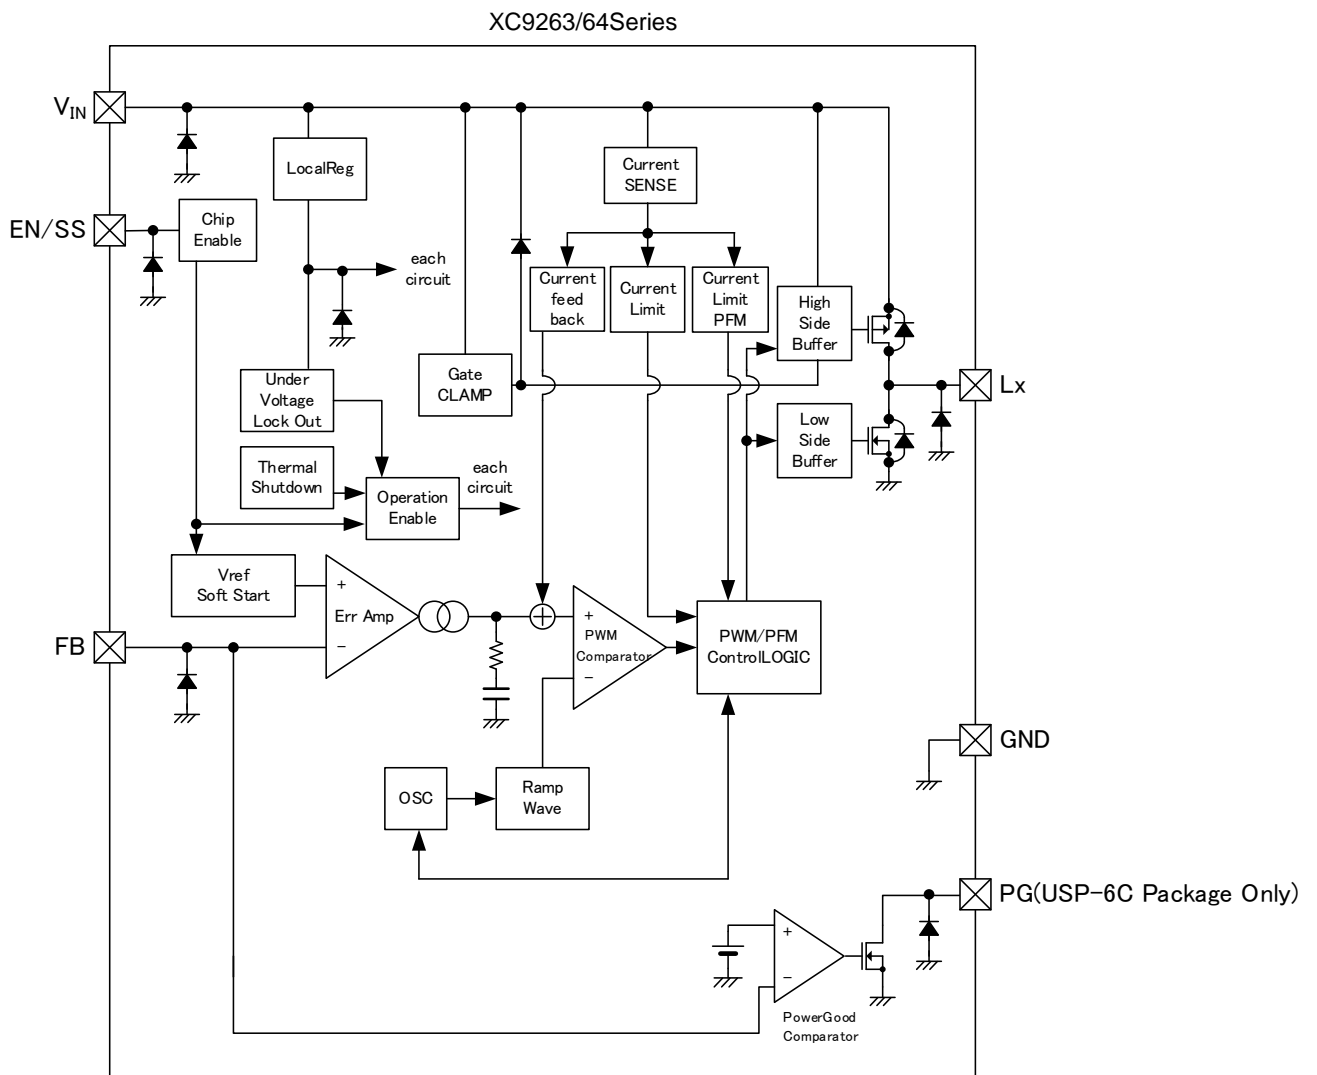 XC9263/64Series
VIN
LocalReg
Current
SENSE
EN/SS
Chip
Enable
each
circuit
Current
feed
back
Current
Limit
Current
Limit
PFM
High
Side
Buffer
Under
Voltage
Lock Out
Gate
CLAMP
Lx
Low
Side
Buffer
Thermal
Shutdown
Operation
Enable
each
circuit
Vref
Soft Start
+
Err Amp
−
+
PWM
Comparator
−
PWM/PFM
ControlLOGIC
FB
GND
OSC
Ramp
Wave
PG(USP-6C Package Only)
+
−
PowerGood
Comparator